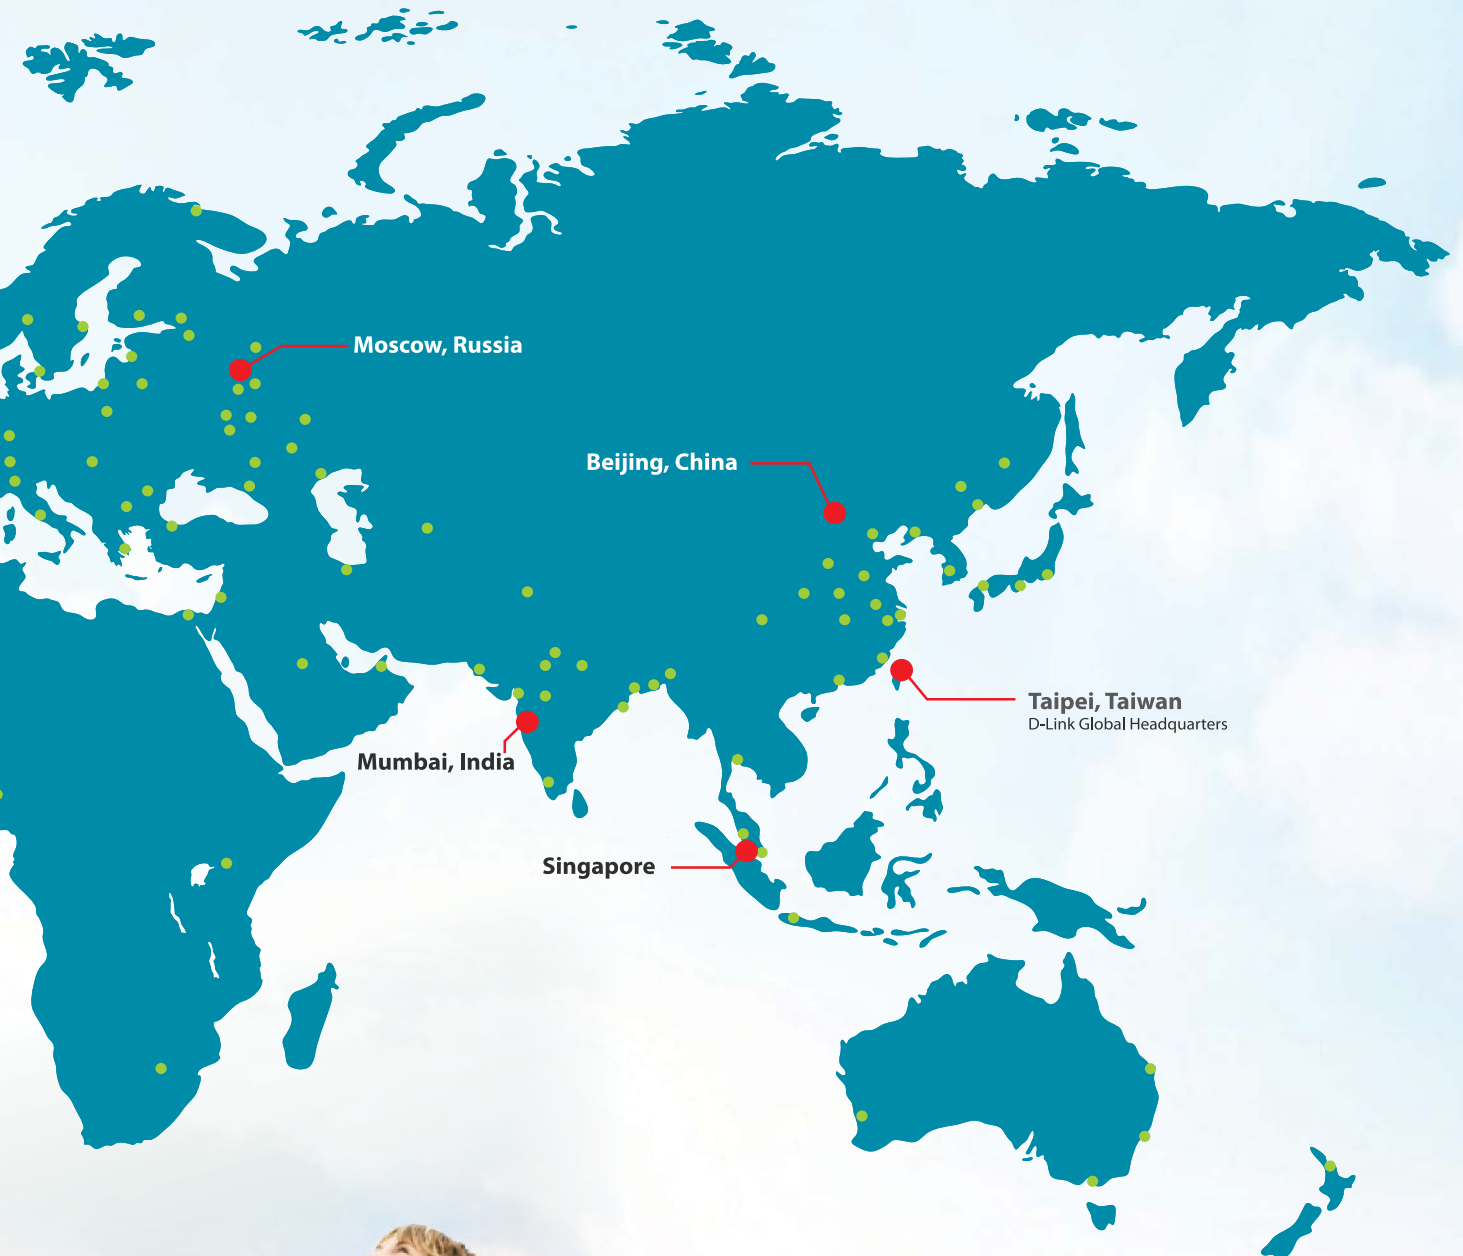 Moscow, Russia
Beijing, China
Taipei, Taiwan
D-Link Global Headquarters
Mumbai, India
Singapore